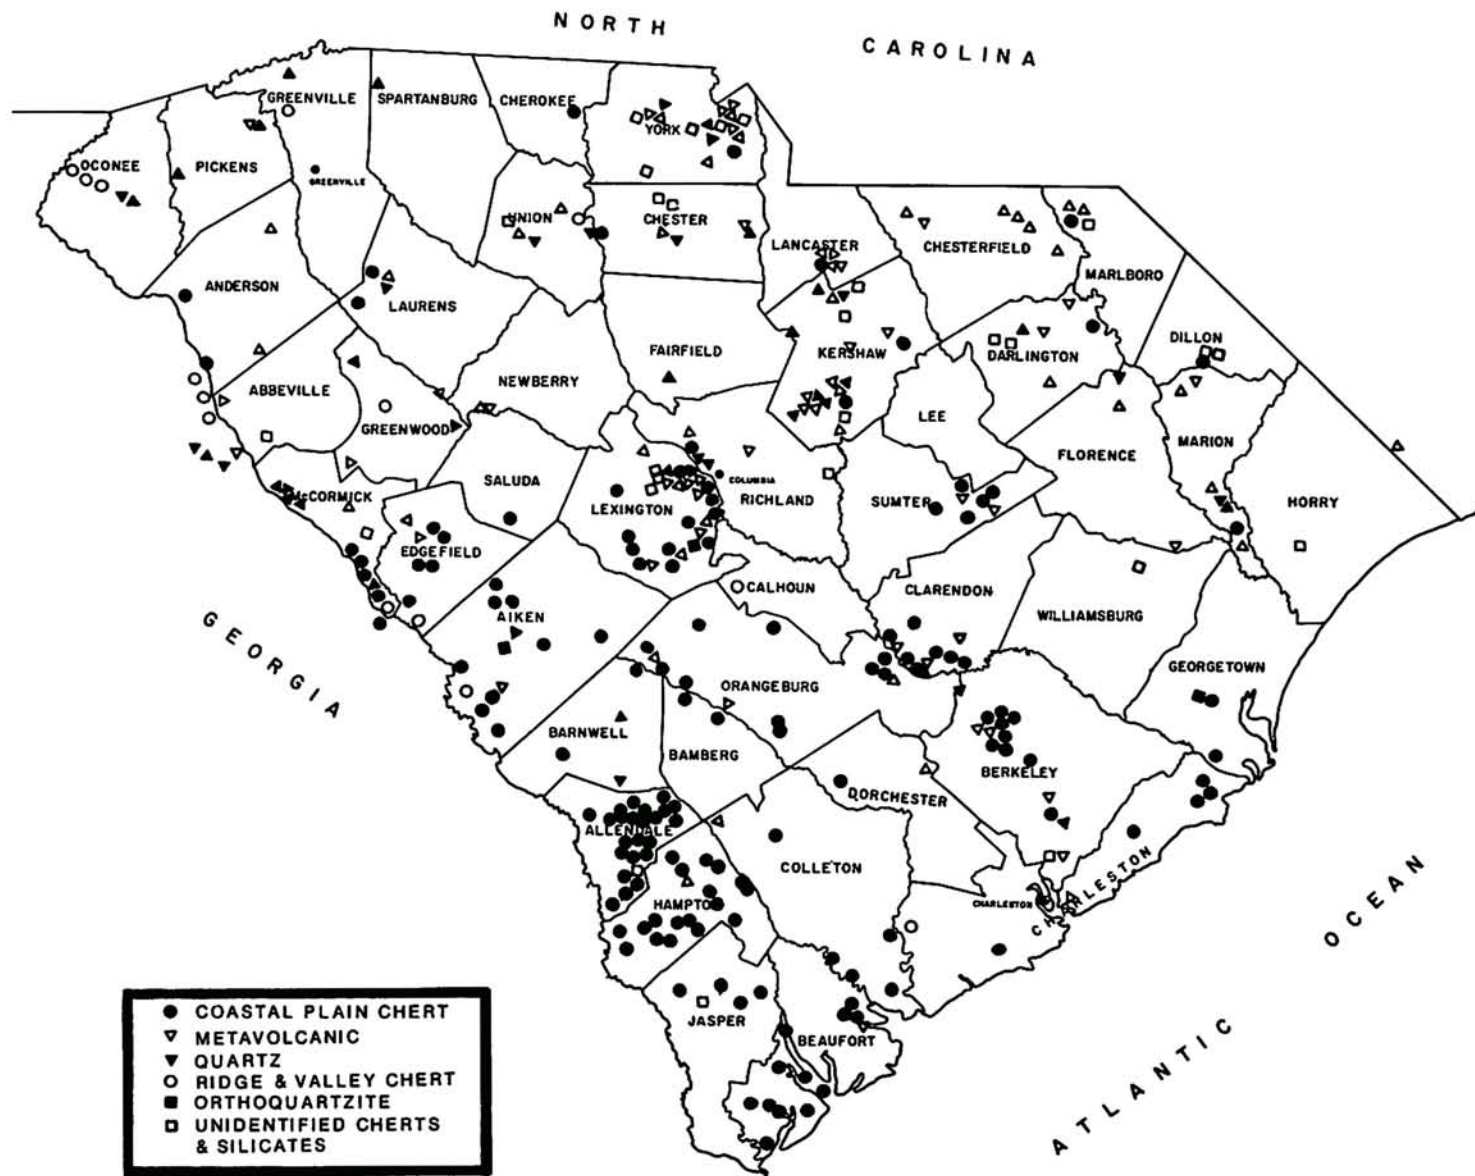 NORTH
CAROLINA
GREENVILLE
SPARTANBURG
CHEROKEE
YORK
OCONEE
PICKENS
GREENVILLE
UNION
CHESTER
LANCASTER
CHESTERFIELD
MARLBORO
ANDERSON
LAURENS
DILLON
FAIRFIELD
KERSHAW
DARLINGTON
ABBEVILLE
NEWBERRY
LEE
GREENWOOD
MARION
FLORENCE
SALUDA
COLUMBIA
McCORMICK
LEXINGTON
RICHLAND
SUMTER
HORRY
EDGEFIELD
CALHOUN
CLARENDON
AIKEN
WILLIAMSBURG
GEORGIA
GEORGETOWN
ORANGEBURG
BARNWELL
BAMBERG
BERKELEY
DORCHESTER
ALLENDALE
COLLETON
CHARLESTON
HAMPTO
CHARLESTON
JASPER
BEAUFORT
ATLANTIC
OCEAN
COASTAL PLAIN CHERT
METAVOLCANIC
QUARTZ
RIDGE & VALLEY CHERT
ORTHOQUARTZITE
UNIDENTIFIED CHERTS
& SILICATES